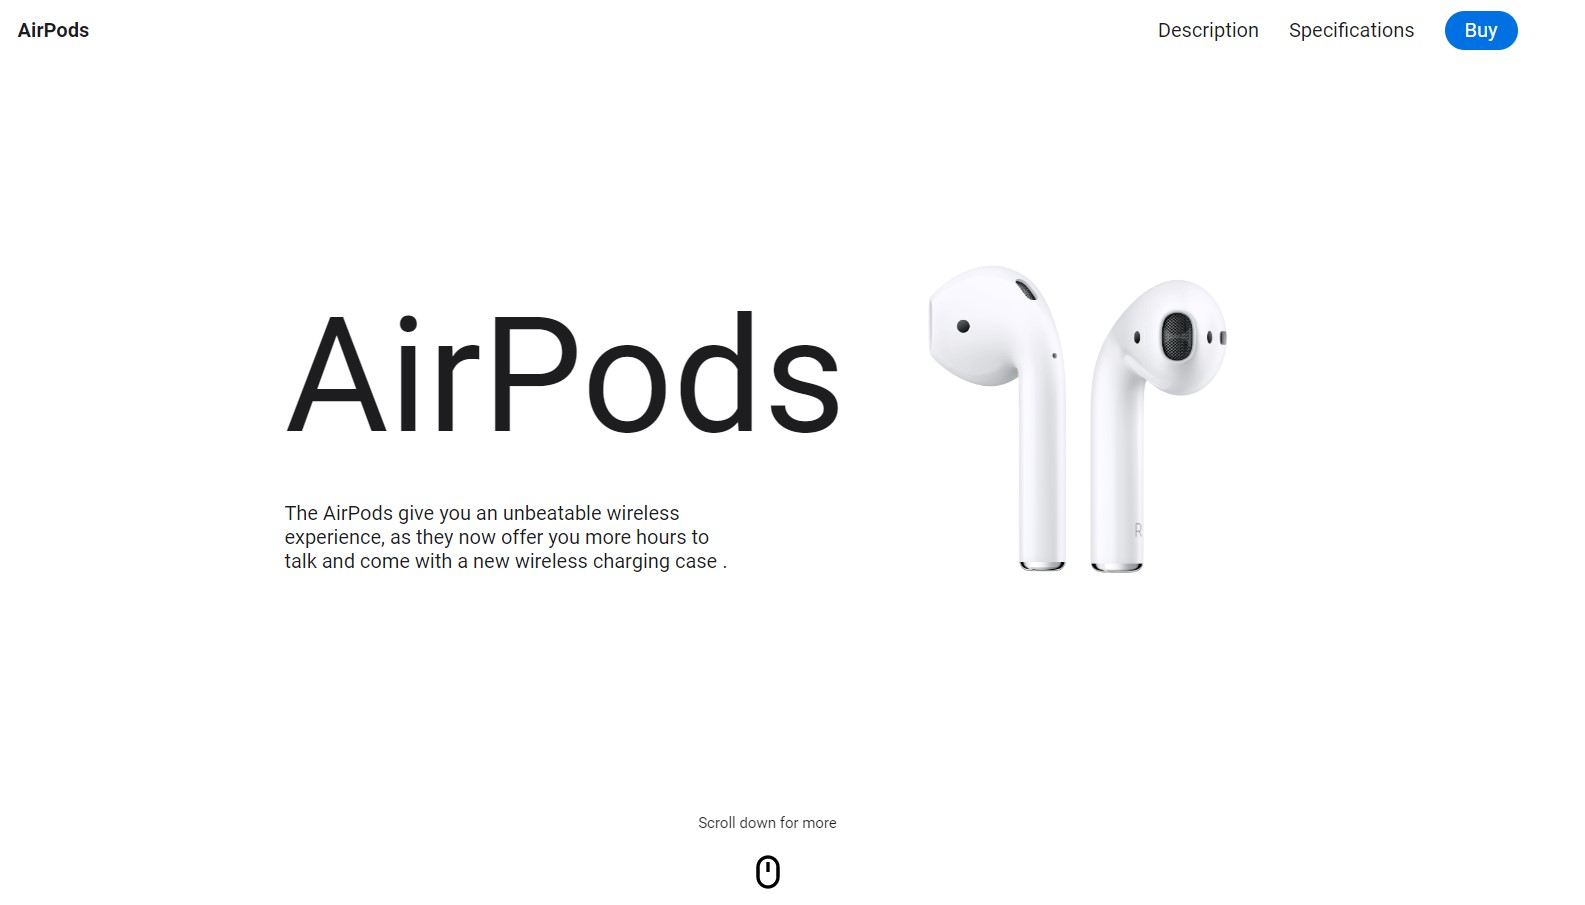 AirPods
Description
Specifications
Buy
AirPods
The AirPods give you an unbeatable wireless
experience, as they now offer you more hours to
talk and come with a new wireless charging case .
R
Scroll down for more